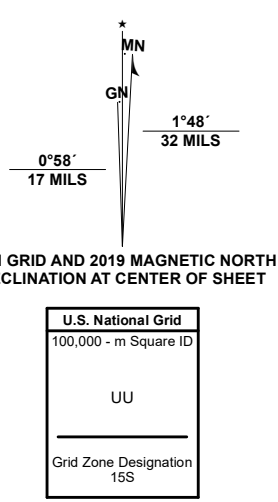 ★
MN
GN
1°48´
32 MILS
0°58´
17 MILS
GRID AND 2019 MAGNETIC NORTH
CLINATION AT CENTER OF SHEET
U.S. National Grid
100,000 - m Square ID
UU
Grid Zone Designation
15S